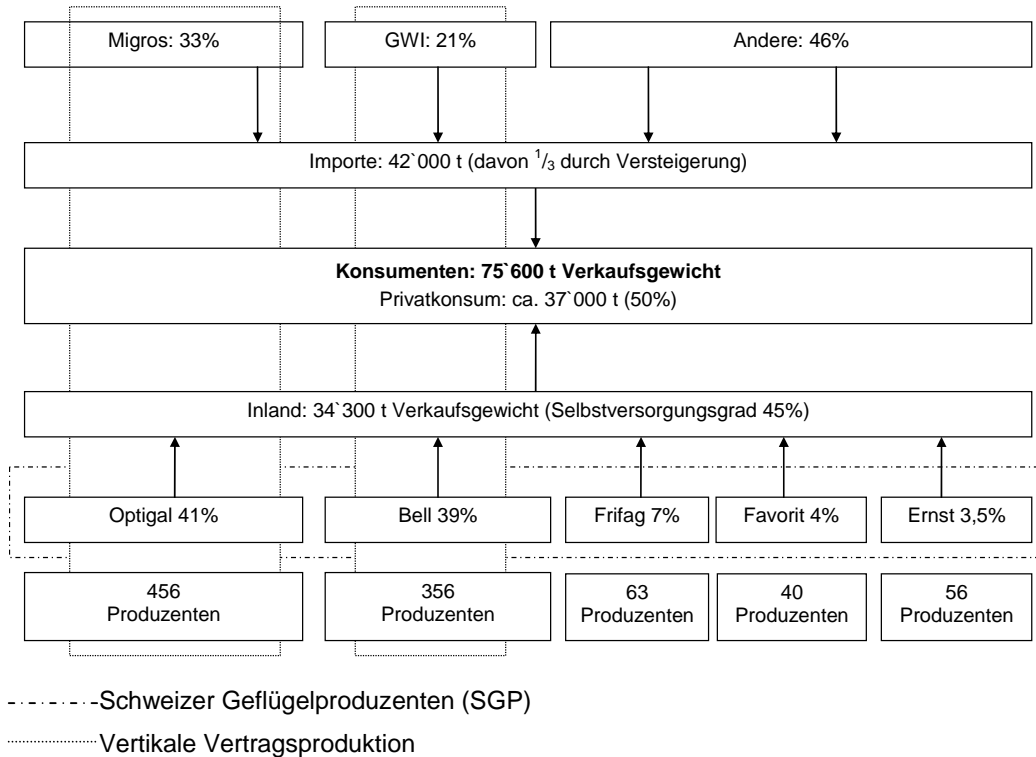 Migros: 33%
GWI: 21%
Andere: 46%
Importe: 42`000 t (davon 1/3 durch Versteigerung)
Konsumenten: 75`600 t Verkaufsgewicht
Privatkonsum: ca. 37`000 t (50%)
Inland: 34`300 t Verkaufsgewicht (Selbstversorgungsgrad 45%)
Optigal 41%
Bell 39%
Frifag 7%
Favorit 4%
Ernst 3,5%
456
Produzenten
356
Produzenten
63
Produzenten
40
Produzenten
56
Produzenten
Schweizer Geflügelproduzenten (SGP)
Vertikale Vertragsproduktion